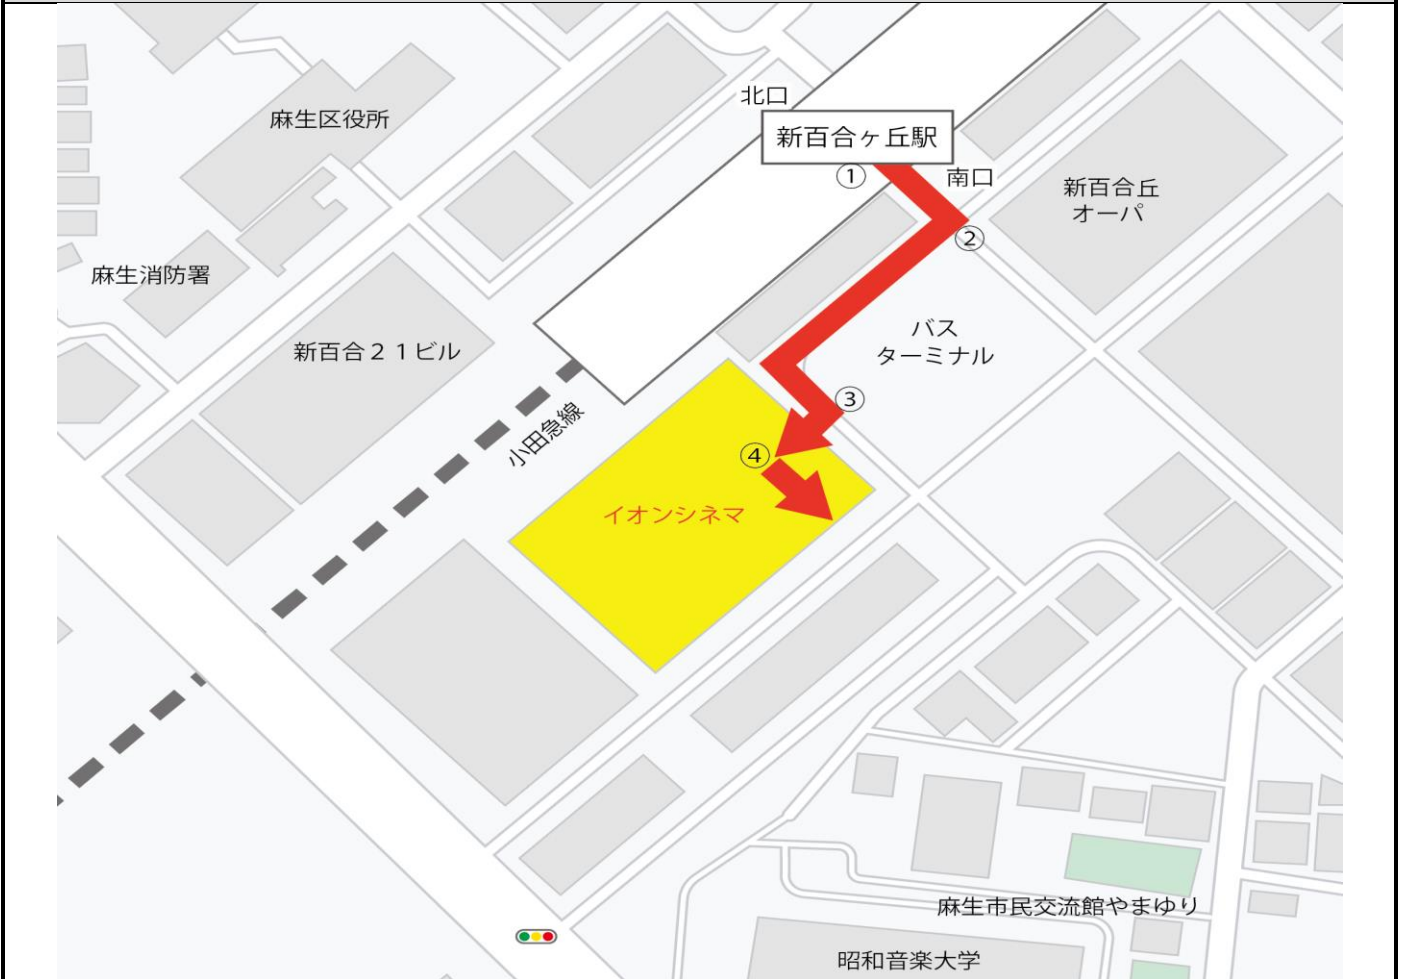 北口
麻生区役所
新百合ヶ丘駅
①
南口
新百合丘
オーパ
②
麻生消防署
バス
ターミナル
新百合２１ビル
③
小田急線
④
イオンシネマ
麻生市民交流館やまゆり
昭和音楽大学